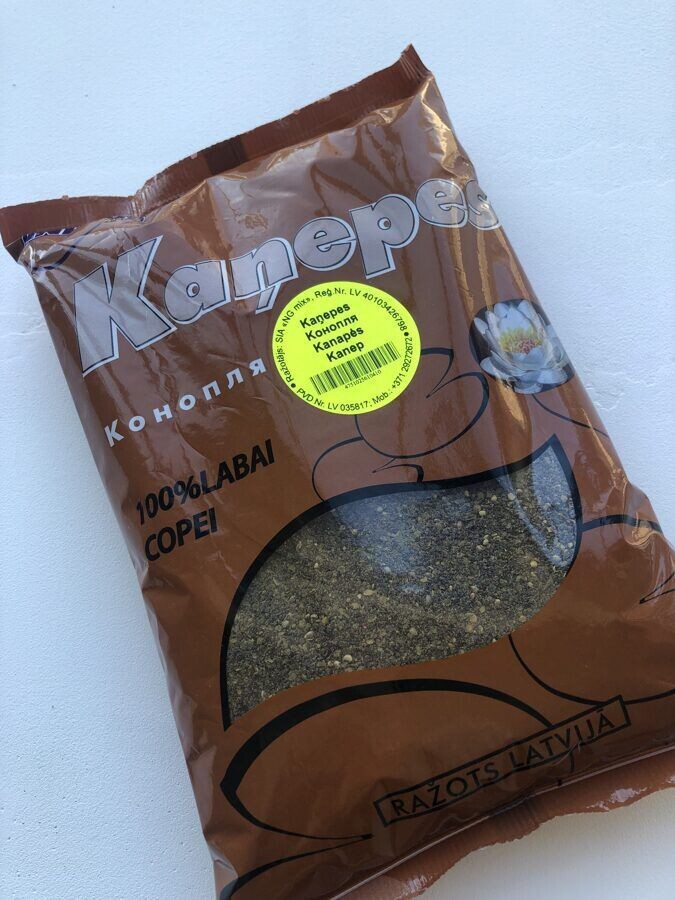 Kaņepes
Ražotājs: SIA «NG mix», Reģ.Nr. LV 40103426798
Kaņepes
Конопля
Kanapės
Kanep
PVD Nr. LV 035817; Mob.: +371 29272672
Конопля
100%LABAI
COPEI
RAŽOTS LATVIJĀ